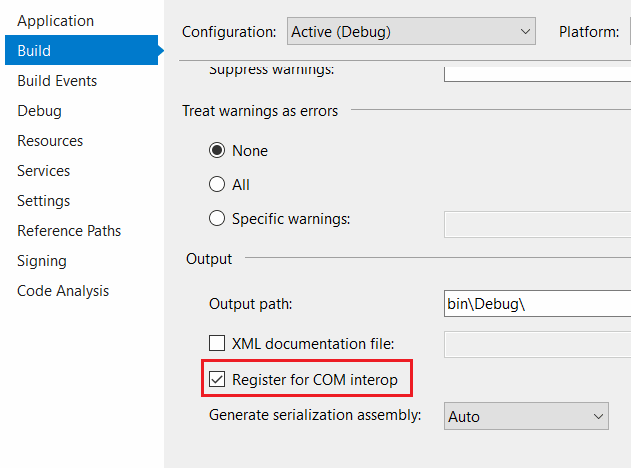 Application
Build
Build Events
Debug
Resources
Services
Settings
Reference Paths
Signing
Code Analysis
Configuration: Active (Debug) Platform:
Suppress warnings:
Treat warnings as errors
None
All
Specific warnings:
Output
Output path: bin\Debug\
XML documentation file:
Register for COM interop
Generate serialization assembly: Auto